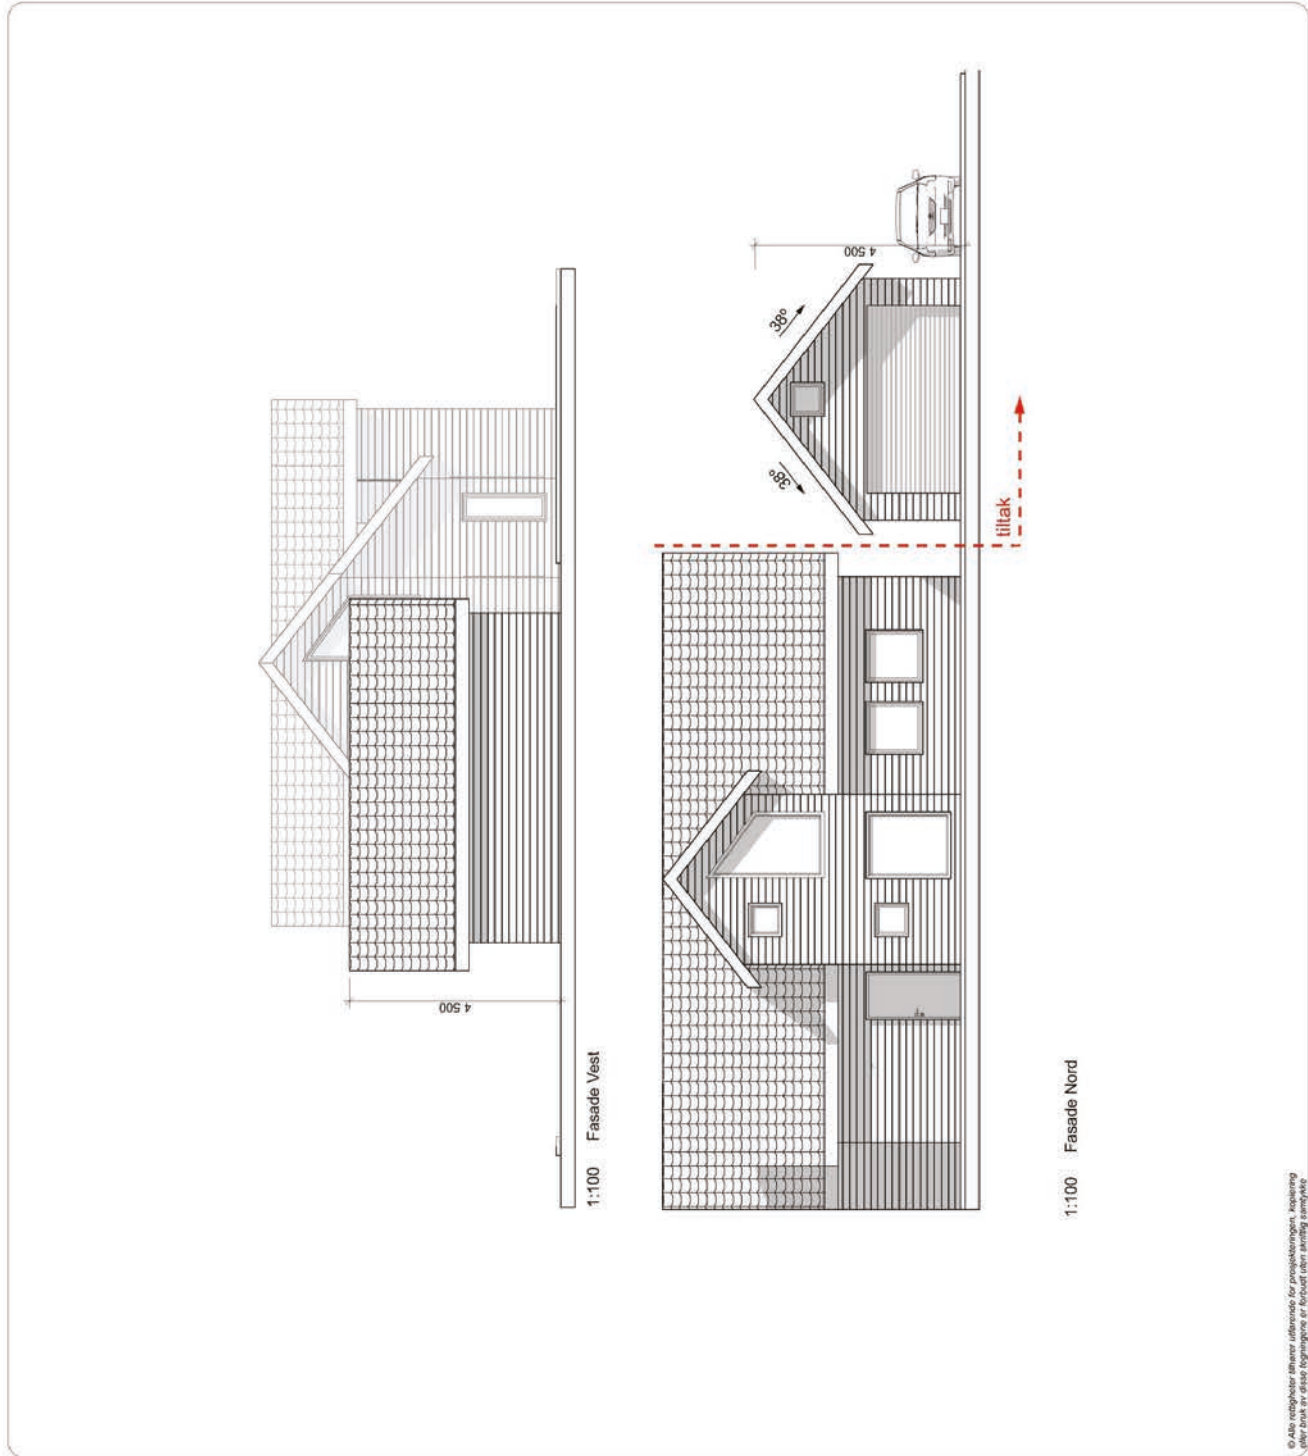 4 500
1:100 Fasade Vest
38°
38°
4 500
tiltak
1:100 Fasade Nord
© Alle rettigheter tilhører utførende for prosjekteringen, kopiering
eller bruk av disse tegningene er forbudt uten skriftlig samtykke